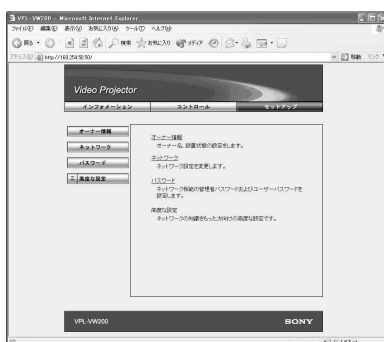 VPL-VW200 - Microsoft Internet Explorer
ファイル(F) 編集(E) 表示(V) お気に入り(A) ツール(T) ヘルプ(H)
戻る 検索 お気に入り メディア
アドレス(D) http://169.254.50.50/ 移動 リンク
Video Projector
インフォメーション コントロール セットアップ
オーナー情報
ネットワーク
パスワード
高度な設定
オーナー情報
オーナー名、設置状態の設定をします。
ネットワーク
ネットワーク設定を変更します。
パスワード
ネットワーク機能の管理者パスワードおよびユーザーパスワードを
設定します。
高度な設定
ネットワークの知識をもった方向けの高度な設定です。
VPL-VW200 SONY